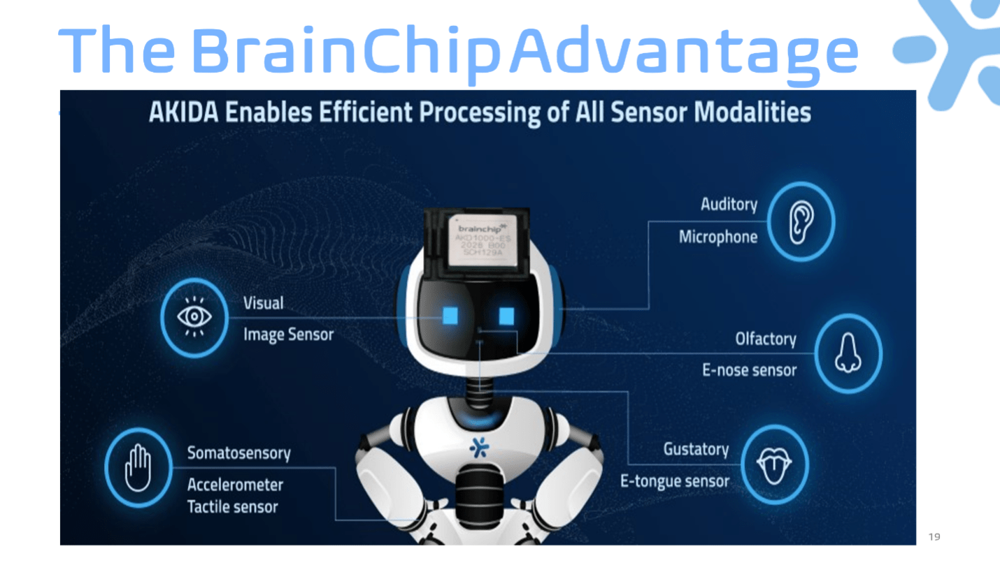 The BrainChip Advantage
AKIDA Enables Efficient Processing of All Sensor Modalities
brainchip
AKD1000-ES
2028 B00
SCH129A
Auditory
Microphone
Visual
Image Sensor
Olfactory
E-nose sensor
Somatosensory
Accelerometer
Tactile sensor
Gustatory
E-tongue sensor
19